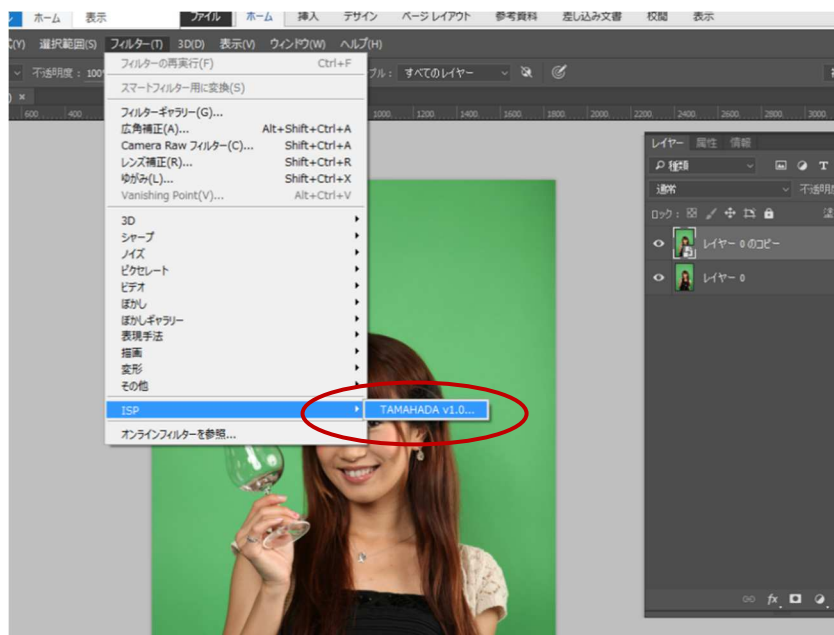 ホーム 表示 ファイル ホーム 挿入 デザイン ページ レイアウト 参考資料 差し込み文書 校閲 表示
(Y) 選択範囲(S) フィルター(T) 3D(D) 表示(V) ウィンドウ(W) ヘルプ(H)
不透明度： 100% すべてのレイヤー
600 400 1000 1200 1400 1600 1800 2000 2200 2400 2600 2800 3000
フィルターの再実行(F) Ctrl+F
スマートフィルター用に変換(S)
フィルターギャラリー(G)...
広角補正(A)... Alt+Shift+Ctrl+A
Camera Raw フィルター(C)... Shift+Ctrl+A
レンズ補正(R)... Shift+Ctrl+R
ゆがみ(L)... Shift+Ctrl+X
Vanishing Point(V)... Alt+Ctrl+V
3D
シャープ
ノイズ
ピクセレート
ビデオ
ぼかし
ぼかしギャラリー
表現手法
描画
変形
その他
ISP TAMAHADA v1.0...
オンラインフィルターを参照...
レイヤー 属性 情報
種類
通常 不透明度
ロック：
レイヤー 0 のコピー
レイヤー 0
fx